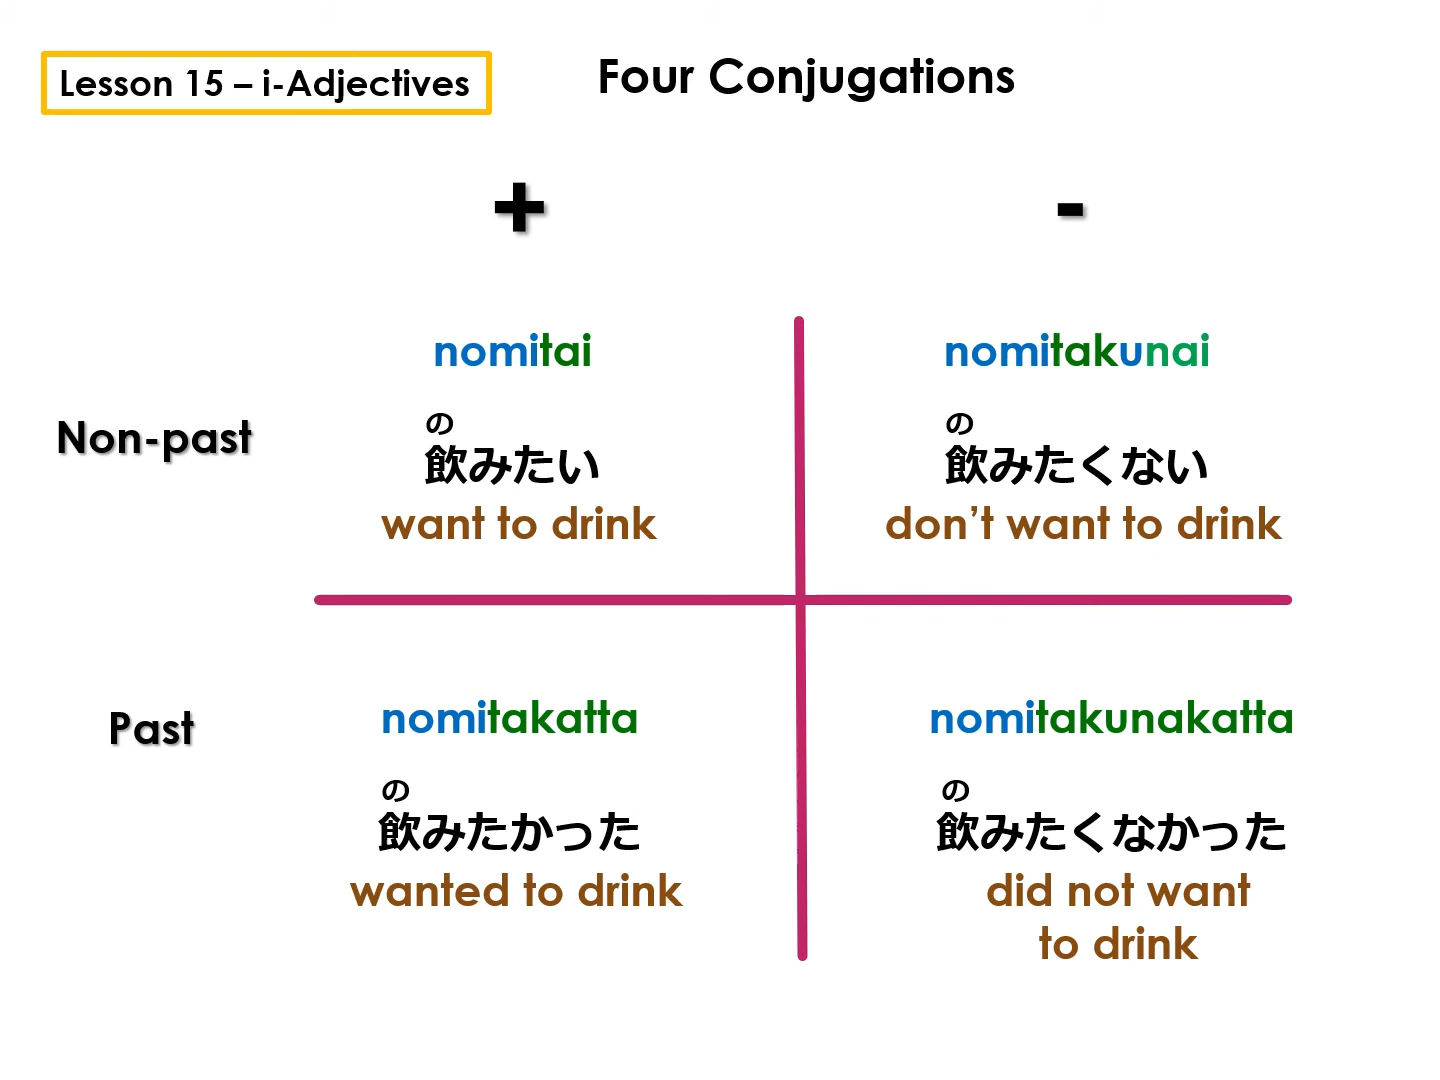 Lesson 15 – i-Adjectives
Four Conjugations
+
-
Non-past
nomitai
の
飲みたい
want to drink
nomitakunai
の
飲みたくない
don’t want to drink
Past
nomitakatta
の
飲みたかった
wanted to drink
nomitakunakatta
の
飲みたくなかった
did not want
to drink